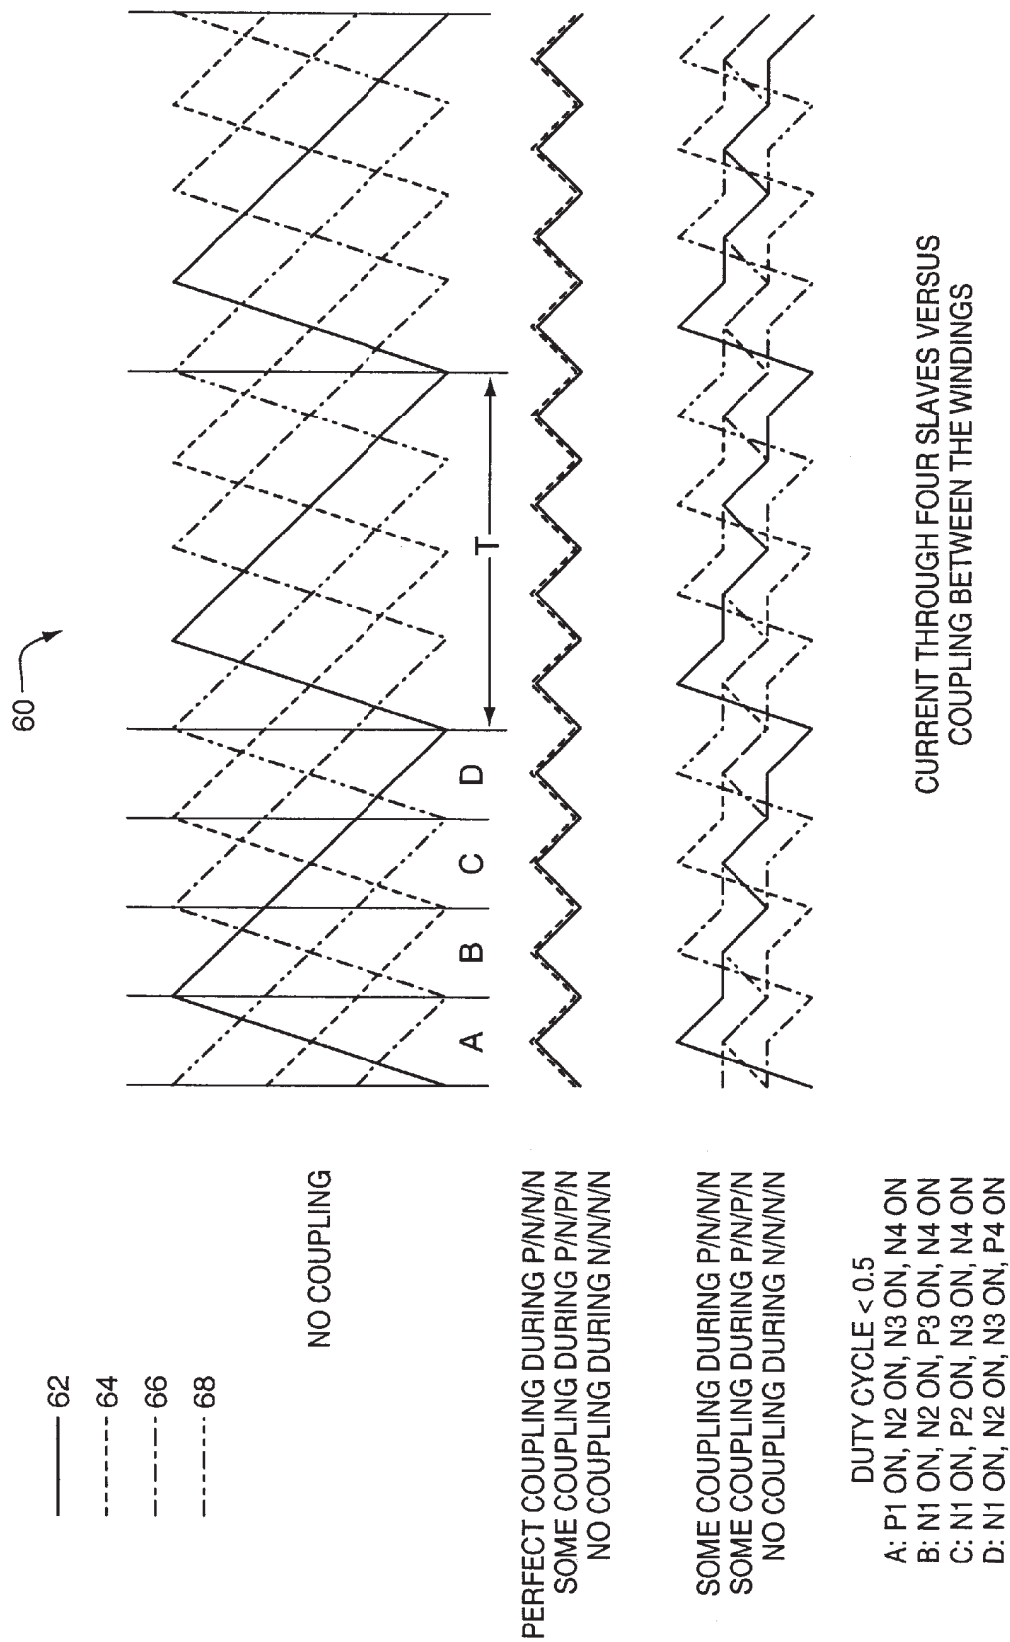 60
62
64
66
68
NO COUPLING
A
B
C
D
T
PERFECT COUPLING DURING P/N/N/N
SOME COUPLING DURING P/N/P/N
NO COUPLING DURING N/N/N/N
SOME COUPLING DURING P/N/N/N
SOME COUPLING DURING P/N/P/N
NO COUPLING DURING N/N/N/N
DUTY CYCLE < 0.5
A: P1 ON, N2 ON, N3 ON, N4 ON
B: N1 ON, N2 ON, P3 ON, N4 ON
C: N1 ON, P2 ON, N3 ON, N4 ON
D: N1 ON, N2 ON, N3 ON, P4 ON
CURRENT THROUGH FOUR SLAVES VERSUS
COUPLING BETWEEN THE WINDINGS